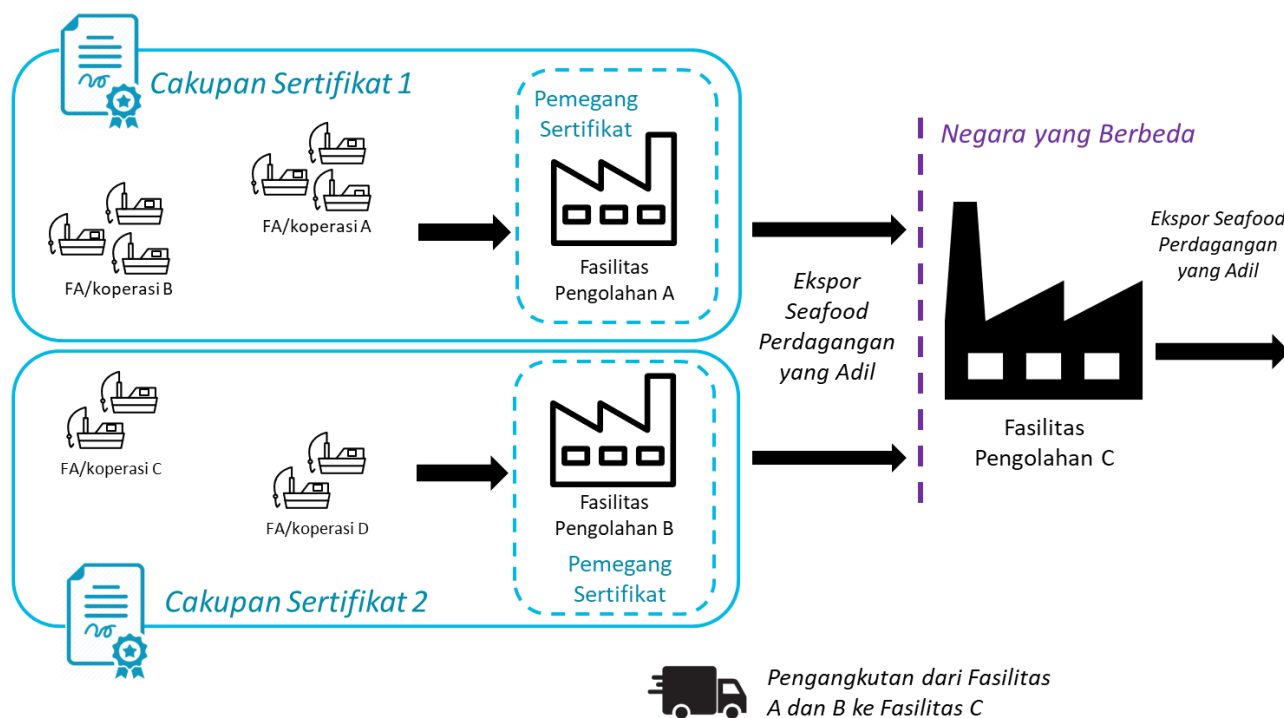 Cakupan Sertifikat 1
Pemegang
Sertifikat
FA/koperasi A
FA/koperasi B
Fasilitas
Pengolahan A
Negara yang Berbeda
Ekspor Seafood
Perdagangan
yang Adil
Ekspor
Seafood
Perdagangan
yang Adil
Fasilitas
Pengolahan C
FA/koperasi C
FA/koperasi D
Fasilitas
Pengolahan B
Pemegang
Sertifikat
Cakupan Sertifikat 2
Pengangkutan dari Fasilitas
A dan B ke Fasilitas C